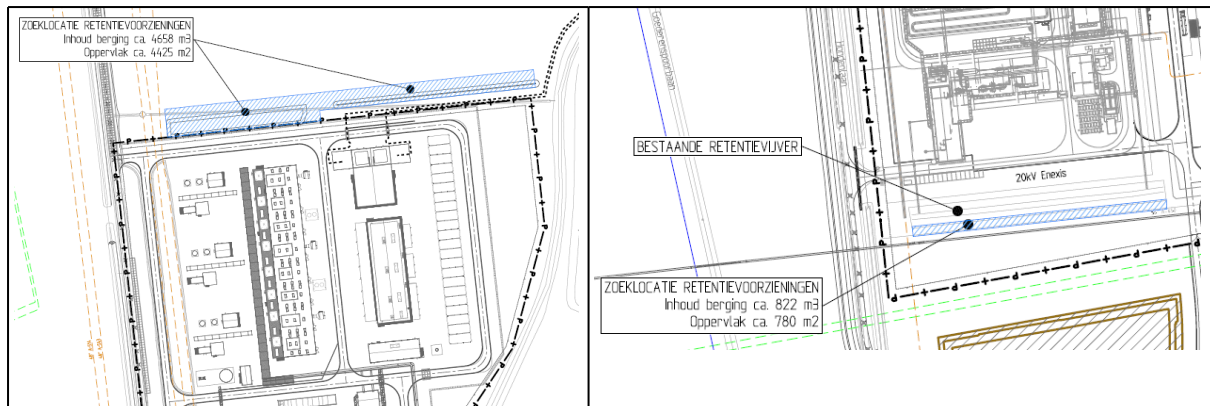 ZOEKLOCATIE RETENTIEVOORZIENINGEN
Inhoud berging ca. 4658 m3
Oppervlak ca. 4425 m2
P
P
P
P
P
P
P
Goederenspoorbaan
BESTAANDE RETENTIEVIJVER
20kV Enexis
ZOEKLOCATIE RETENTIEVOORZIENINGEN
Inhoud berging ca. 822 m3
Oppervlak ca. 780 m2
P
P
P
P
P